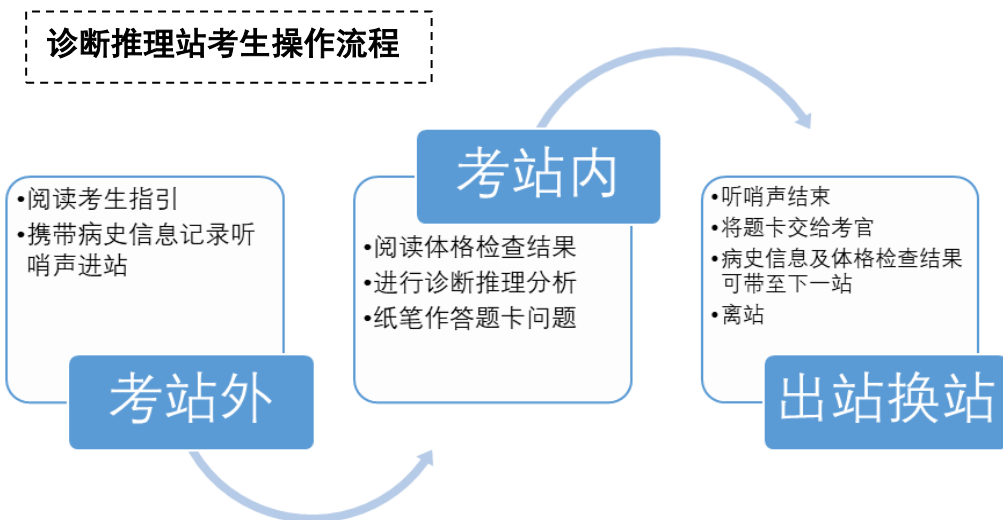 诊断推理站考生操作流程
•阅读考生指引
•携带病史信息记录听
哨声进站
考站外
考站内
•阅读体格检查结果
•进行诊断推理分析
•纸笔作答题卡问题
•听哨声结束
•将题卡交给考官
•病史信息及体格检查结果
可带至下一站
•离站
出站换站